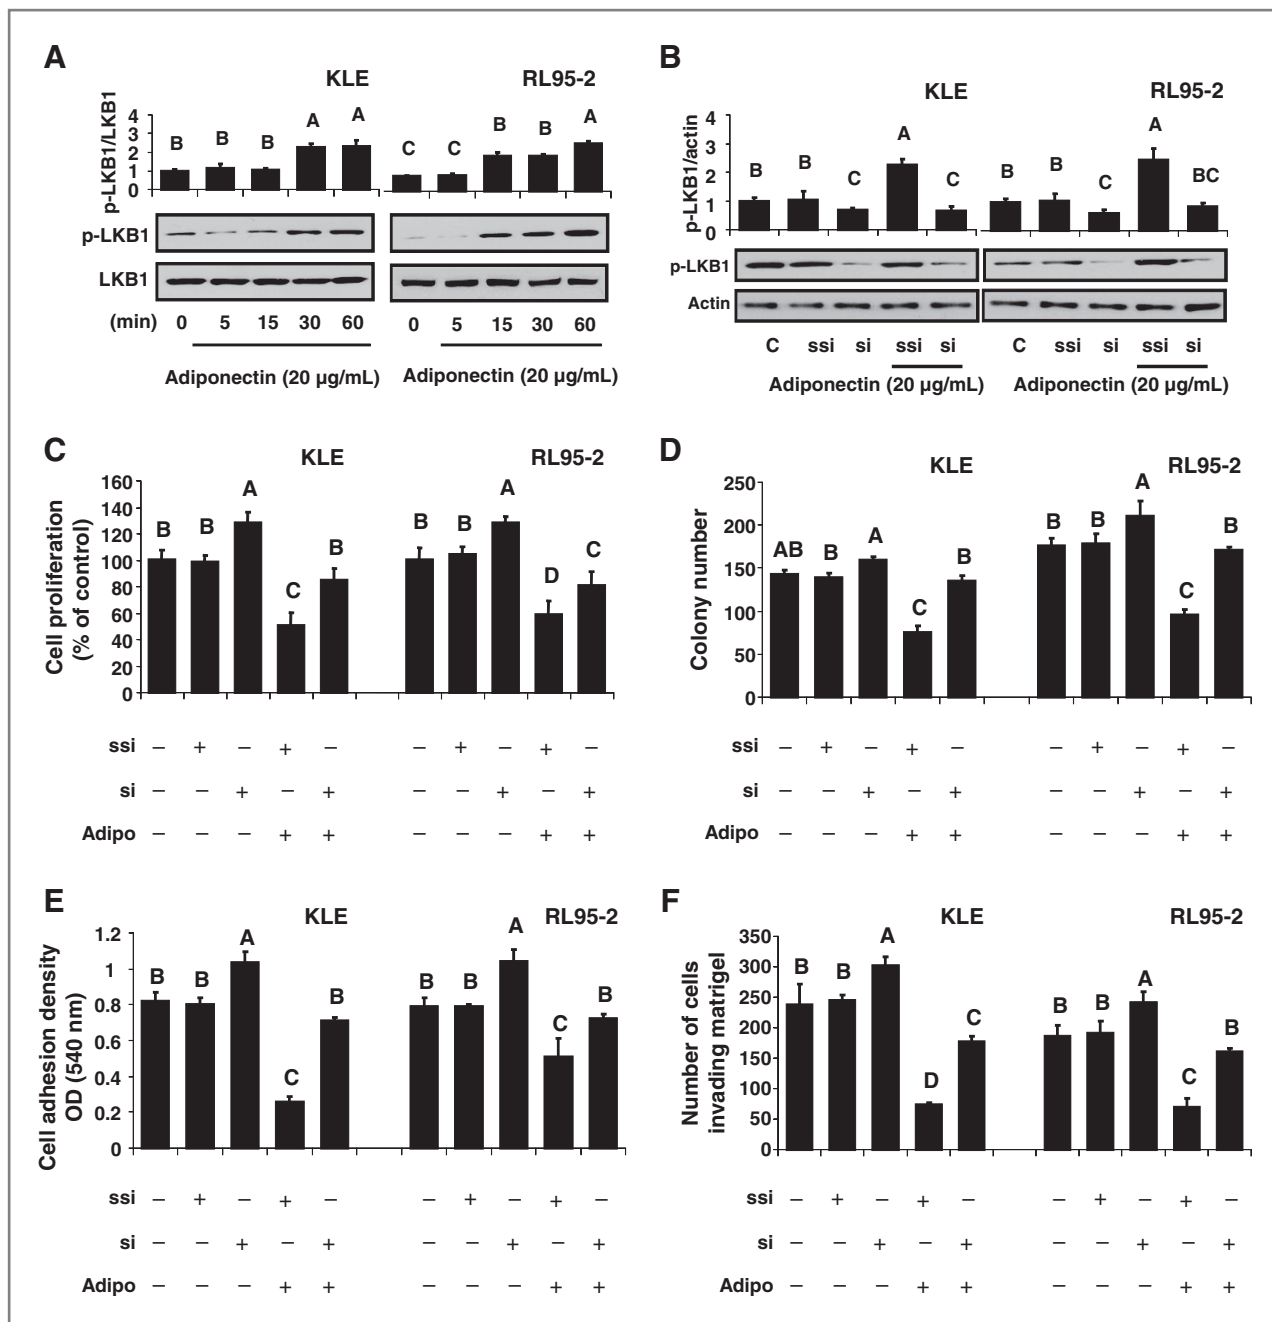 A
KLE
RL95-2
p-LKB1/LKB1
4
3
2
1
0
B B B A A
C C B B A
p-LKB1
LKB1
(min) 0 5 15 30 60
0 5 15 30 60
Adiponectin (20 µg/mL)
Adiponectin (20 µg/mL)
B
KLE
RL95-2
p-LKB1/actin
4
3
2
1
0
B B C A C
B B C A BC
p-LKB1
Actin
C ssi si ssi si
C ssi si ssi si
Adiponectin (20 µg/mL)
Adiponectin (20 µg/mL)
C
KLE
RL95-2
Cell proliferation
(% of control)
160
140
120
100
80
60
40
20
0
B B A C B
B B A D C
ssi – + – + – – + – + –
si – – + – + – – + – +
Adipo – – – + + – – – + +
D
KLE
RL95-2
Colony number
250
200
150
100
50
0
AB B A C B
B B A C B
ssi – + – + – – + – + –
si – – + – + – – + – +
Adipo – – – + + – – – + +
E
KLE
RL95-2
Cell adhesion density
OD (540 nm)
1.2
1
0.8
0.6
0.4
0.2
0
B B A C B
B B A C B
ssi – + – + – – + – + –
si – – + – + – – + – +
Adipo – – – + + – – – + +
F
KLE
RL95-2
Number of cells
invading matrigel
350
300
250
200
150
100
50
0
B B A D C
B B A C B
ssi – + – + – – + – + –
si – – + – + – – + – +
Adipo – – – + + – – – + +